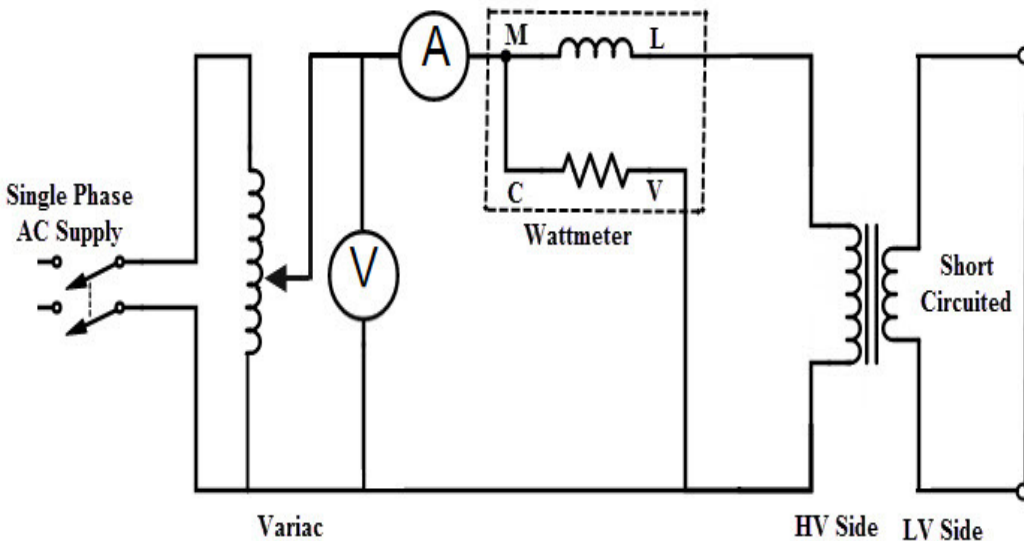 A
M
L
C
V
Wattmeter
Single Phase
AC Supply
V
Short
Circuited
Variac
HV Side
LV Side